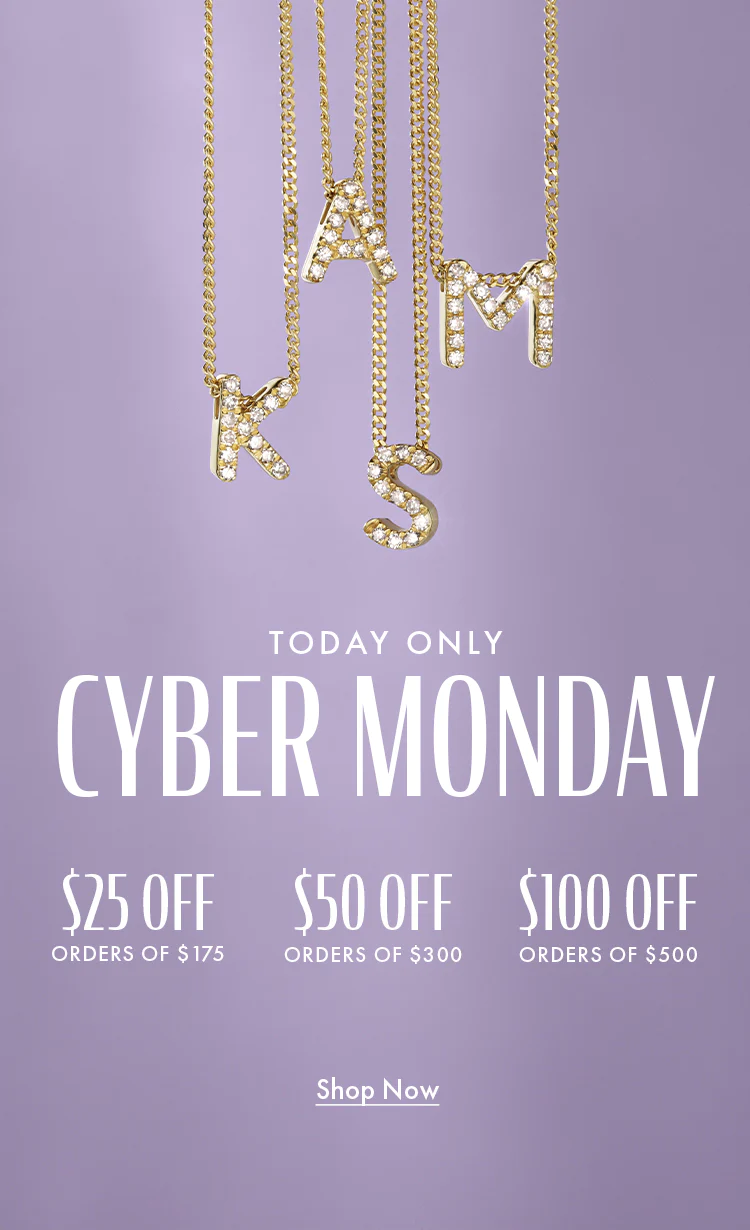 A
M
K
S
TODAY ONLY
CYBER MONDAY
$25 OFF
ORDERS OF $175
$50 OFF
ORDERS OF $300
$100 OFF
ORDERS OF $500
Shop Now